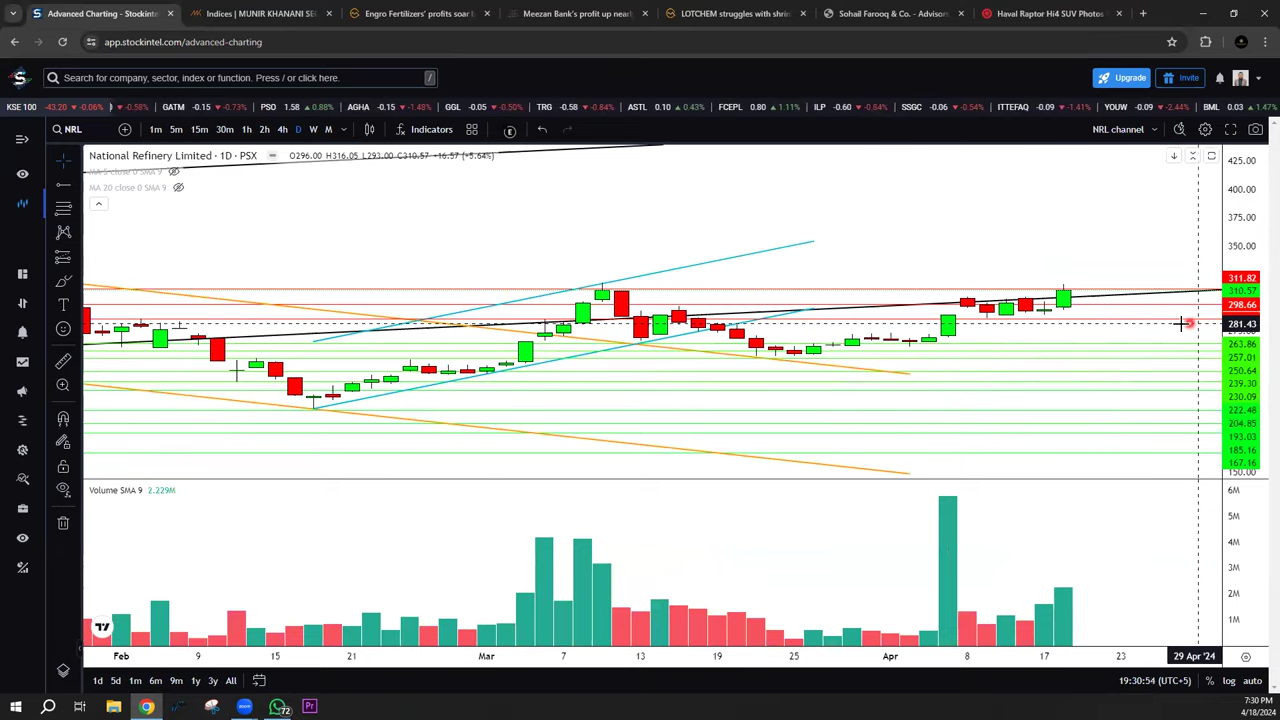 Advanced Charting - Stockintel
Indices | MUNIR KHANANI SE
Engro Fertilizers' profits soar
Meezan Bank's profit up nearl
LOTCHEM struggles with shrin
Sohail Farooq & Co. - Advisors
Haval Raptor Hi4 SUV Photos
app.stockintel.com/advanced-charting
Search for company, sector, index or function. Press / or click here.
/
Upgrade
Invite
KSE 100 -43.20 -0.06%
-0.58% GATM -0.15 -0.73% PSO 1.58 0.88% AGHA -0.15 -1.48% GGL -0.05 -0.50% TRG -0.58 -0.84% ASTL 0.10 0.43% FCEPL 0.80 1.11% ILP -0.60 -0.84% SSGC -0.06 -0.54% ITTEFAQ -0.09 -1.41% YOUW -0.09 -2.44% BML 0.03 1.47%
NRL 1m 5m 15m 30m 1h 2h 4h D W M Indicators NRL channel
National Refinery Limited · 1D · PSX O296.00 H316.05 L293.00 C310.57 +16.57 (+5.64%)
MA 5 close 0 SMA 9
MA 20 close 0 SMA 9
425.00
400.00
375.00
350.00
311.82
310.57
298.66
281.43
263.86
257.01
250.64
239.30
230.09
222.48
204.85
193.03
185.16
167.16
150.00
Volume SMA 9 2.229M
6M
5M
4M
3M
2M
1M
Feb 9 15 21 Mar 7 13 19 25 Apr 8 17 23 29 Apr '24
1d 5d 1m 6m 9m 1y 3y All
19:30:54 (UTC+5) % log auto
72
Pr
7:30 PM
4/18/2024